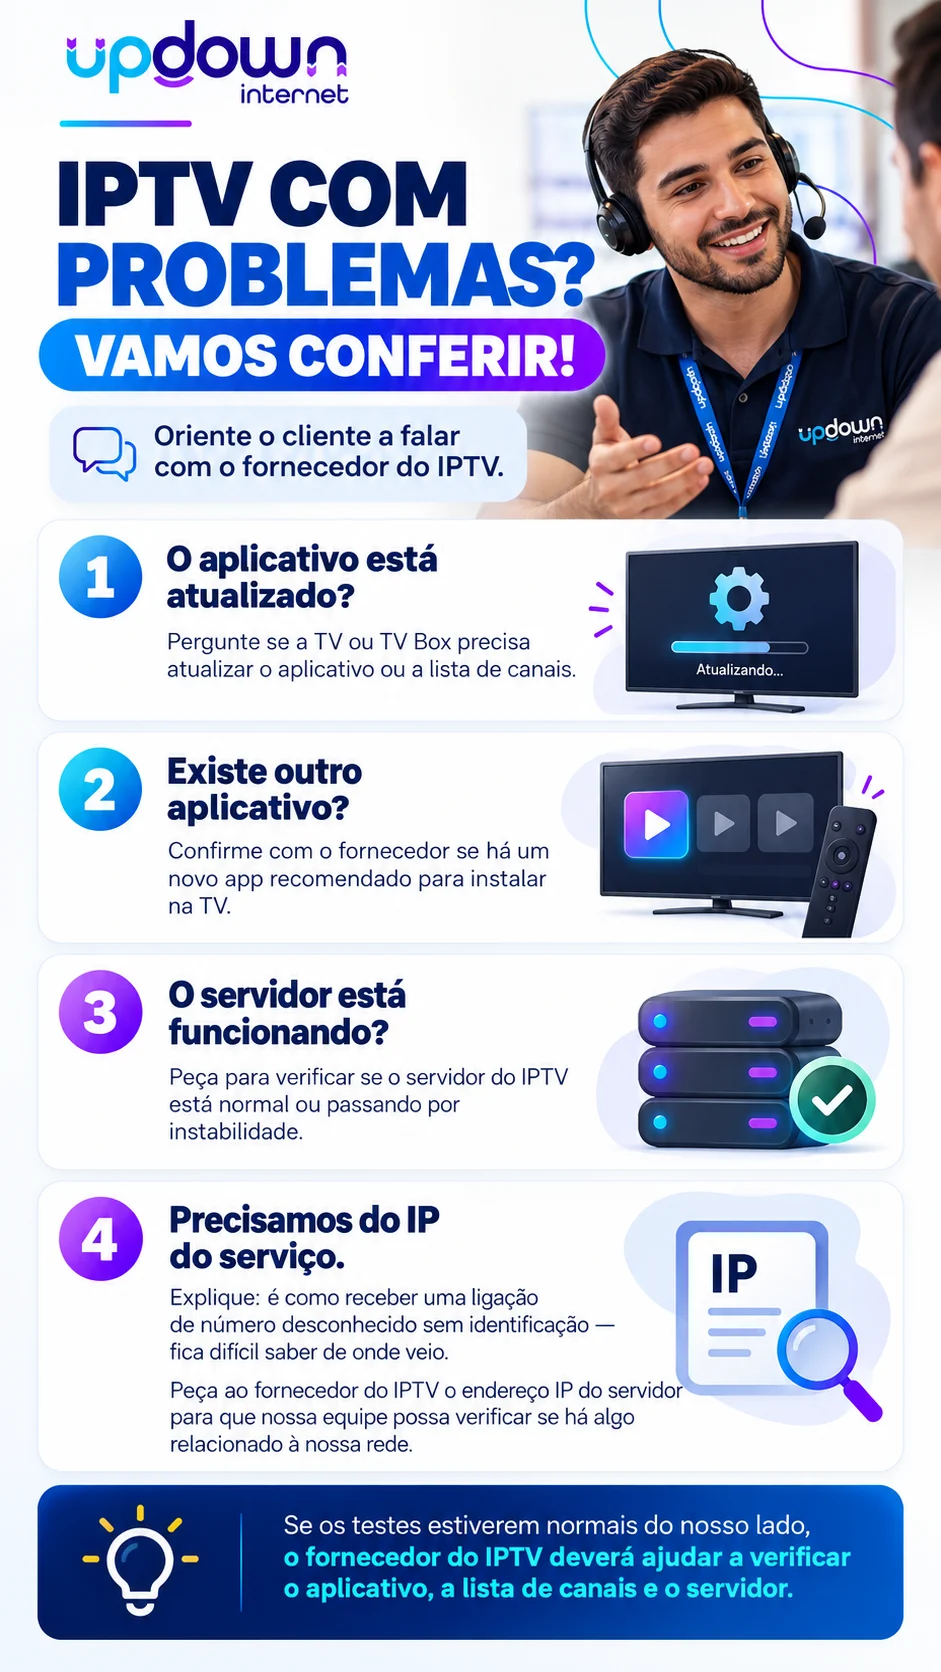 updown
internet
IPTV COM
PROBLEMAS?
VAMOS CONFERIR!
Oriente o cliente a falar
com o fornecedor do IPTV.
updown
internet
updown
updown
updown
updown
1
O aplicativo está
atualizado?
Pergunte se a TV ou TV Box precisa
atualizar o aplicativo ou a lista de canais.
Atualizando...
2
Existe outro
aplicativo?
Confirme com o fornecedor se há um
novo app recomendado para instalar
na TV.
3
O servidor está
funcionando?
Peça para verificar se o servidor do IPTV
está normal ou passando por
instabilidade.
4
Precisamos do IP
do serviço.
Explique: é como receber uma ligação
de número desconhecido sem identificação —
fica difícil saber de onde veio.
Peça ao fornecedor do IPTV o endereço IP do servidor
para que nossa equipe possa verificar se há algo
relacionado à nossa rede.
IP
Se os testes estiverem normais do nosso lado,
o fornecedor do IPTV deverá ajudar a verificar
o aplicativo, a lista de canais e o servidor.